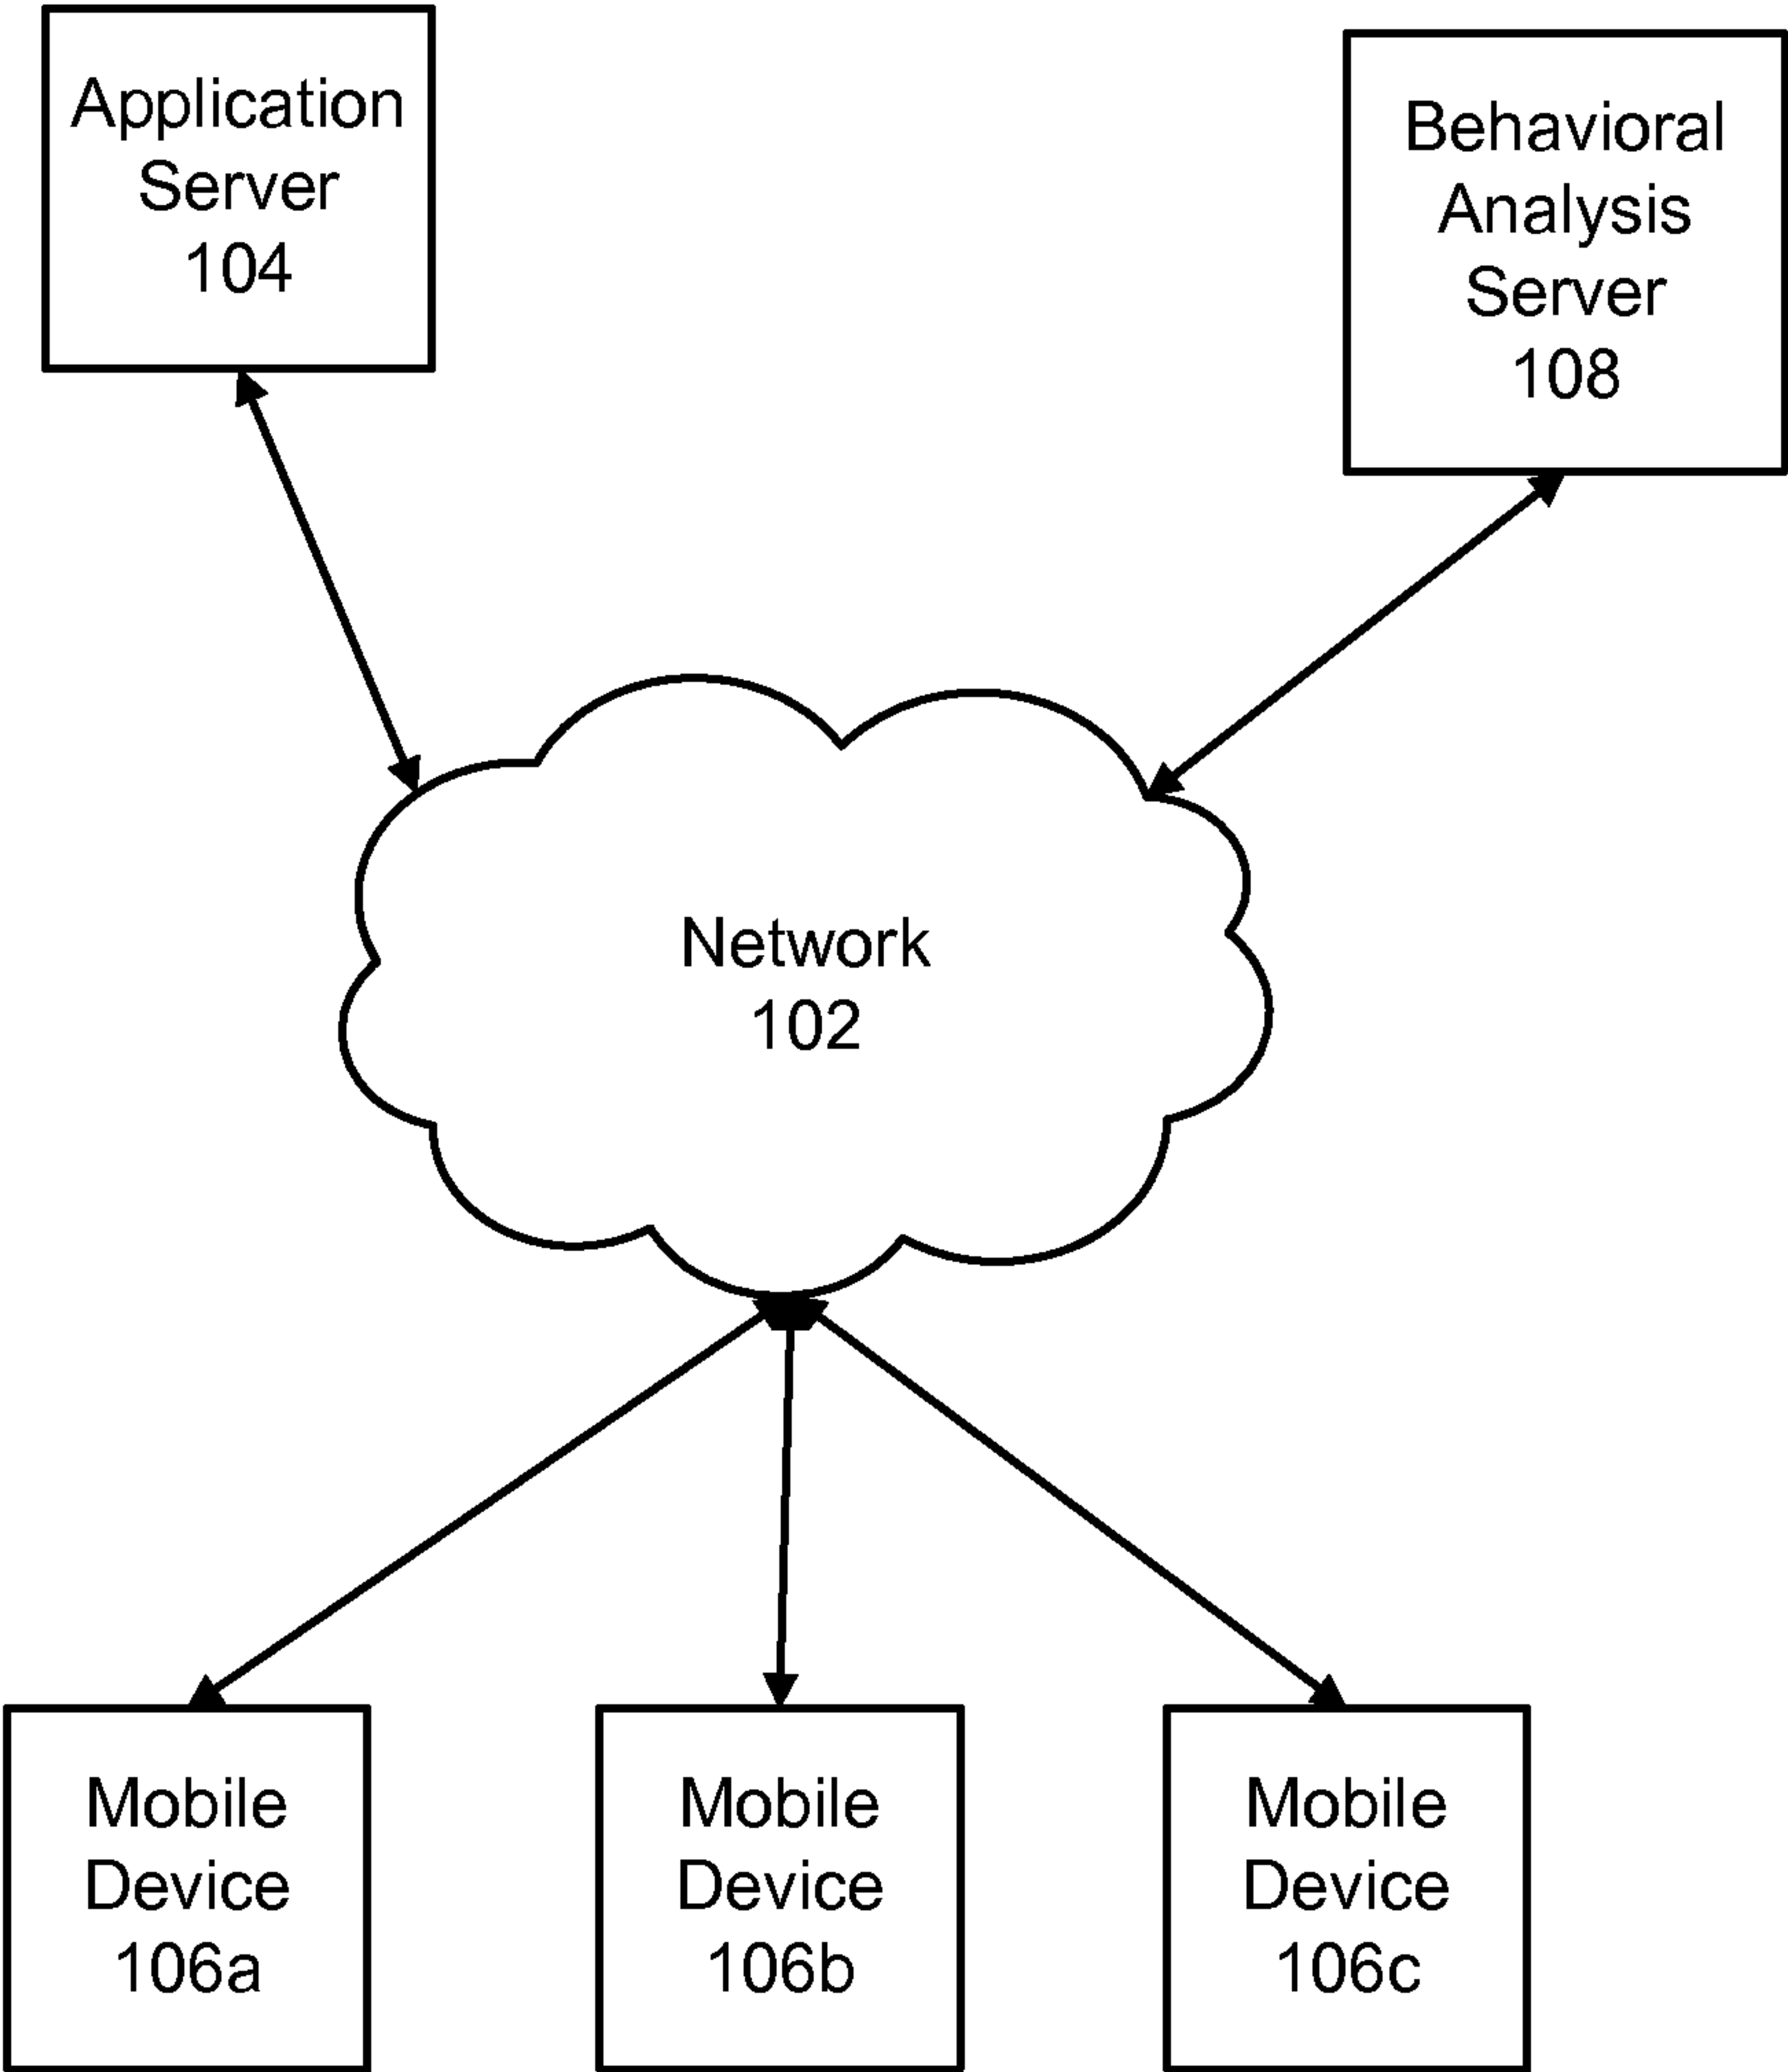 Application
Server
104
Behavioral
Analysis
Server
108
Network
102
Mobile
Device
106a
Mobile
Device
106b
Mobile
Device
106c